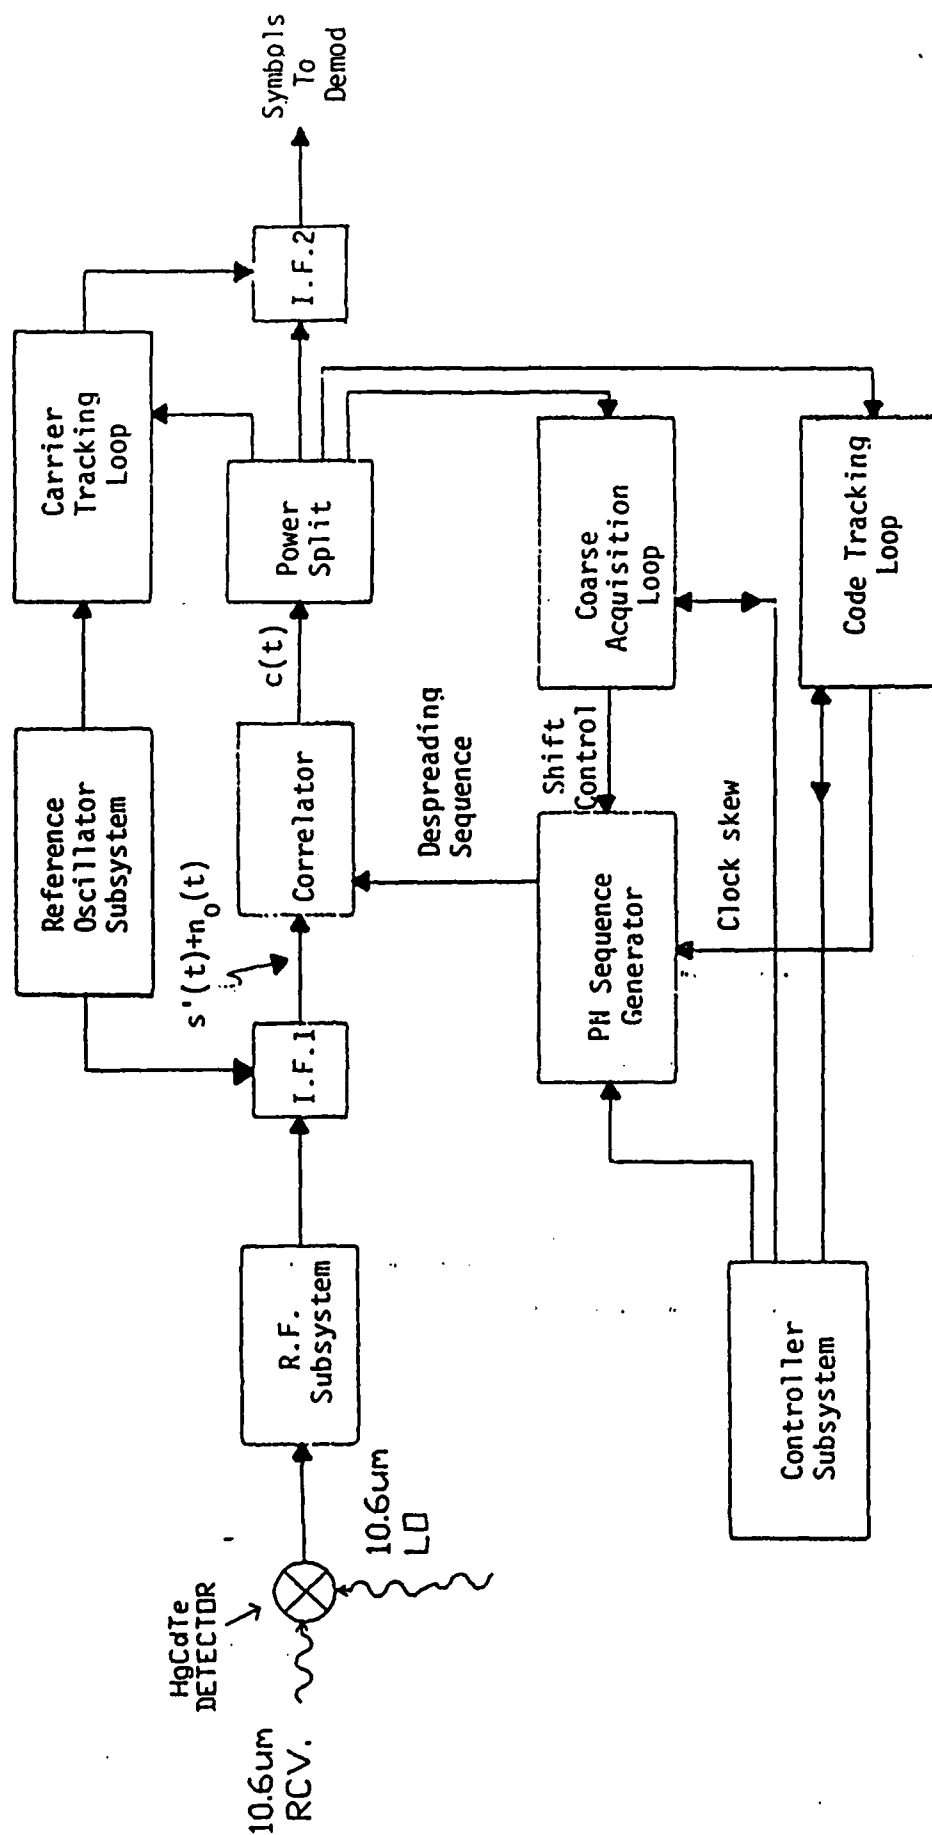 HgCdTe
DETECTOR
10.6um
RCV.
10.6um
LO
R.F.
Subsystem
I.F.1
s'(t)+n₀(t)
Reference
Oscillator
Subsystem
Correlator
c(t)
Carrier
Tracking
Loop
Power
Split
I.F.2
Symbols
To
Demod
Despreading
Sequence
PN Sequence
Generator
Shift
Control
Coarse
Acquisition
Loop
Clock skew
Code Tracking
Loop
Controller
Subsystem